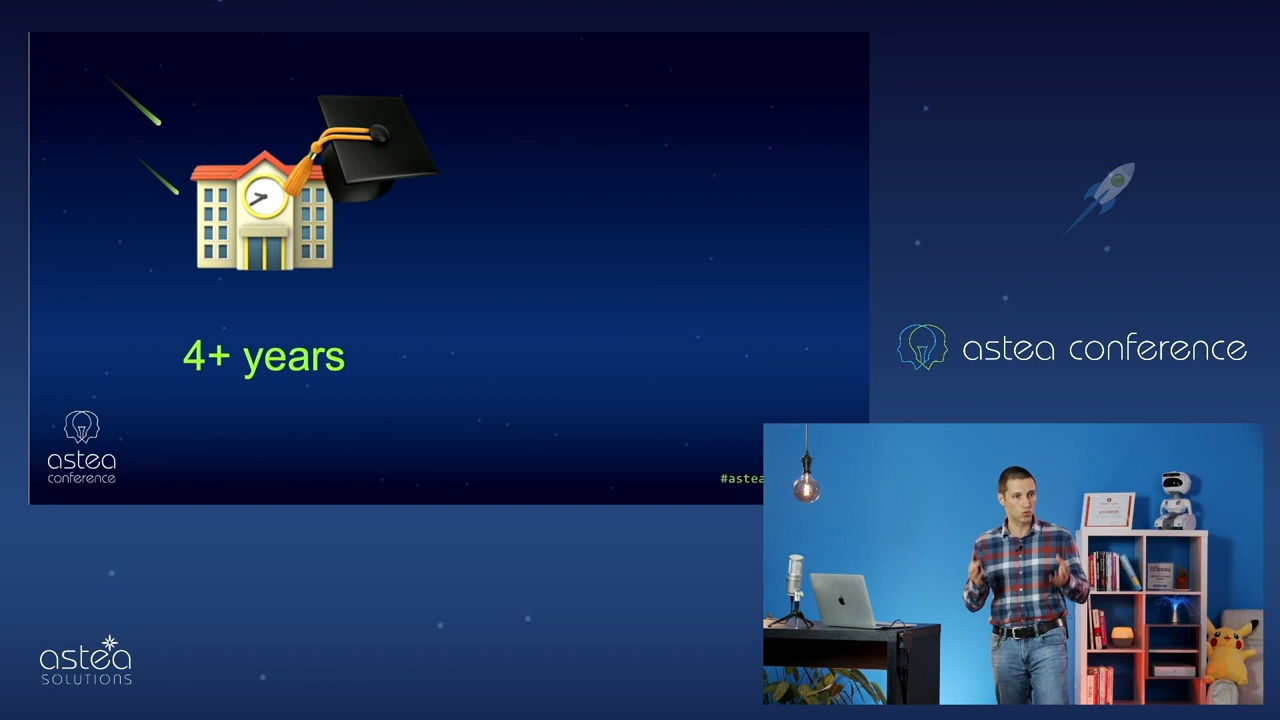 4+ years
astea
conference
#astea
astea conference
astea
SOLUTIONS